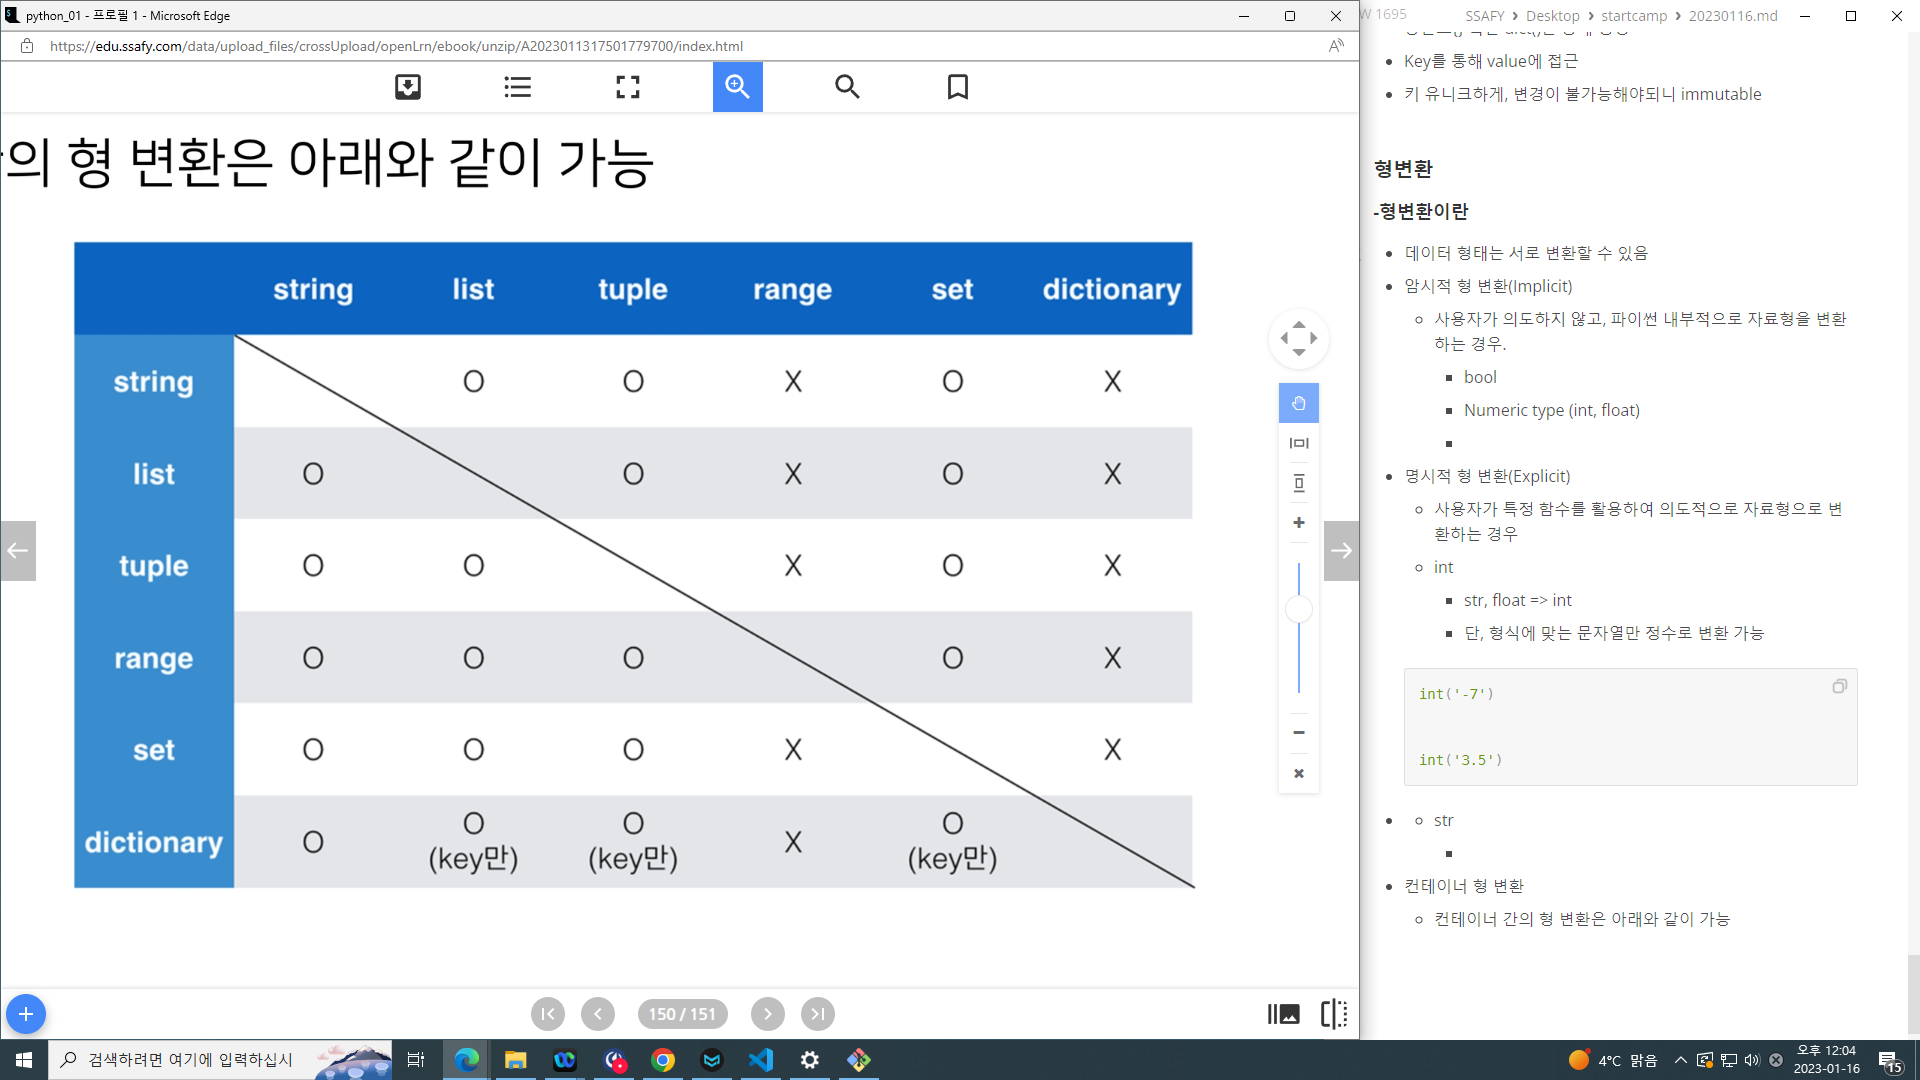 python_01 - 프로필 1 - Microsoft Edge
https://edu.ssafy.com/data/upload_files/crossUpload/openLrn/ebook/unzip/A2023011317501779700/index.html
의 형 변환은 아래와 같이 가능
string list tuple range set dictionary
string O O X O X
list O O X O X
tuple O O X O X
range O O O O X
set O O O X X
dictionary O O (key만) O (key만) X O (key만)
150 / 151
W 1695
SSAFY > Desktop > startcamp > 20230116.md
Key를 통해 value에 접근
키 유니크하게, 변경이 불가능해야되니 immutable
형변환
-형변환이란
데이터 형태는 서로 변환할 수 있음
암시적 형 변환(Implicit)
사용자가 의도하지 않고, 파이썬 내부적으로 자료형을 변환
하는 경우.
bool
Numeric type (int, float)
명시적 형 변환(Explicit)
사용자가 특정 함수를 활용하여 의도적으로 자료형으로 변
환하는 경우
int
str, float => int
단, 형식에 맞는 문자열만 정수로 변환 가능
int('-7')
int('3.5')
str
컨테이너 형 변환
컨테이너 간의 형 변환은 아래와 같이 가능
검색하려면 여기에 입력하십시
4°C 맑음
오후 12:04
2023-01-16
15